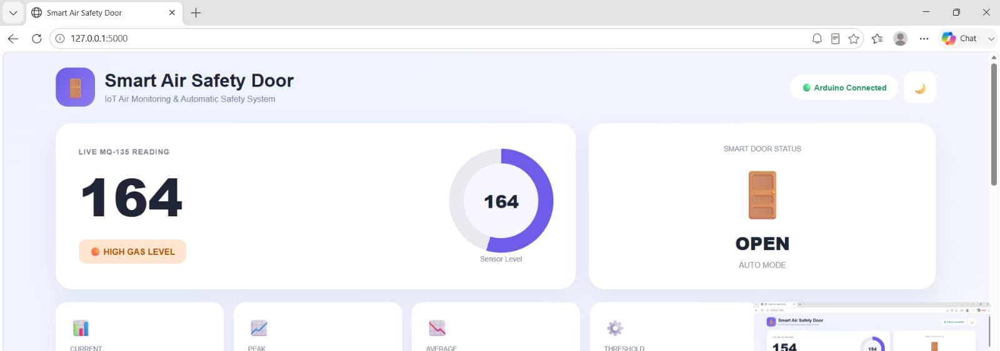 Smart Air Safety Door
127.0.0.1:5000
Chat
Smart Air Safety Door
IoT Air Monitoring & Automatic Safety System
Arduino Connected
LIVE MQ-135 READING
164
HIGH GAS LEVEL
164
Sensor Level
SMART DOOR STATUS
OPEN
AUTO MODE
CURRENT
PEAK
AVERAGE
THRESHOLD
Smart Air Safety Door
154
154